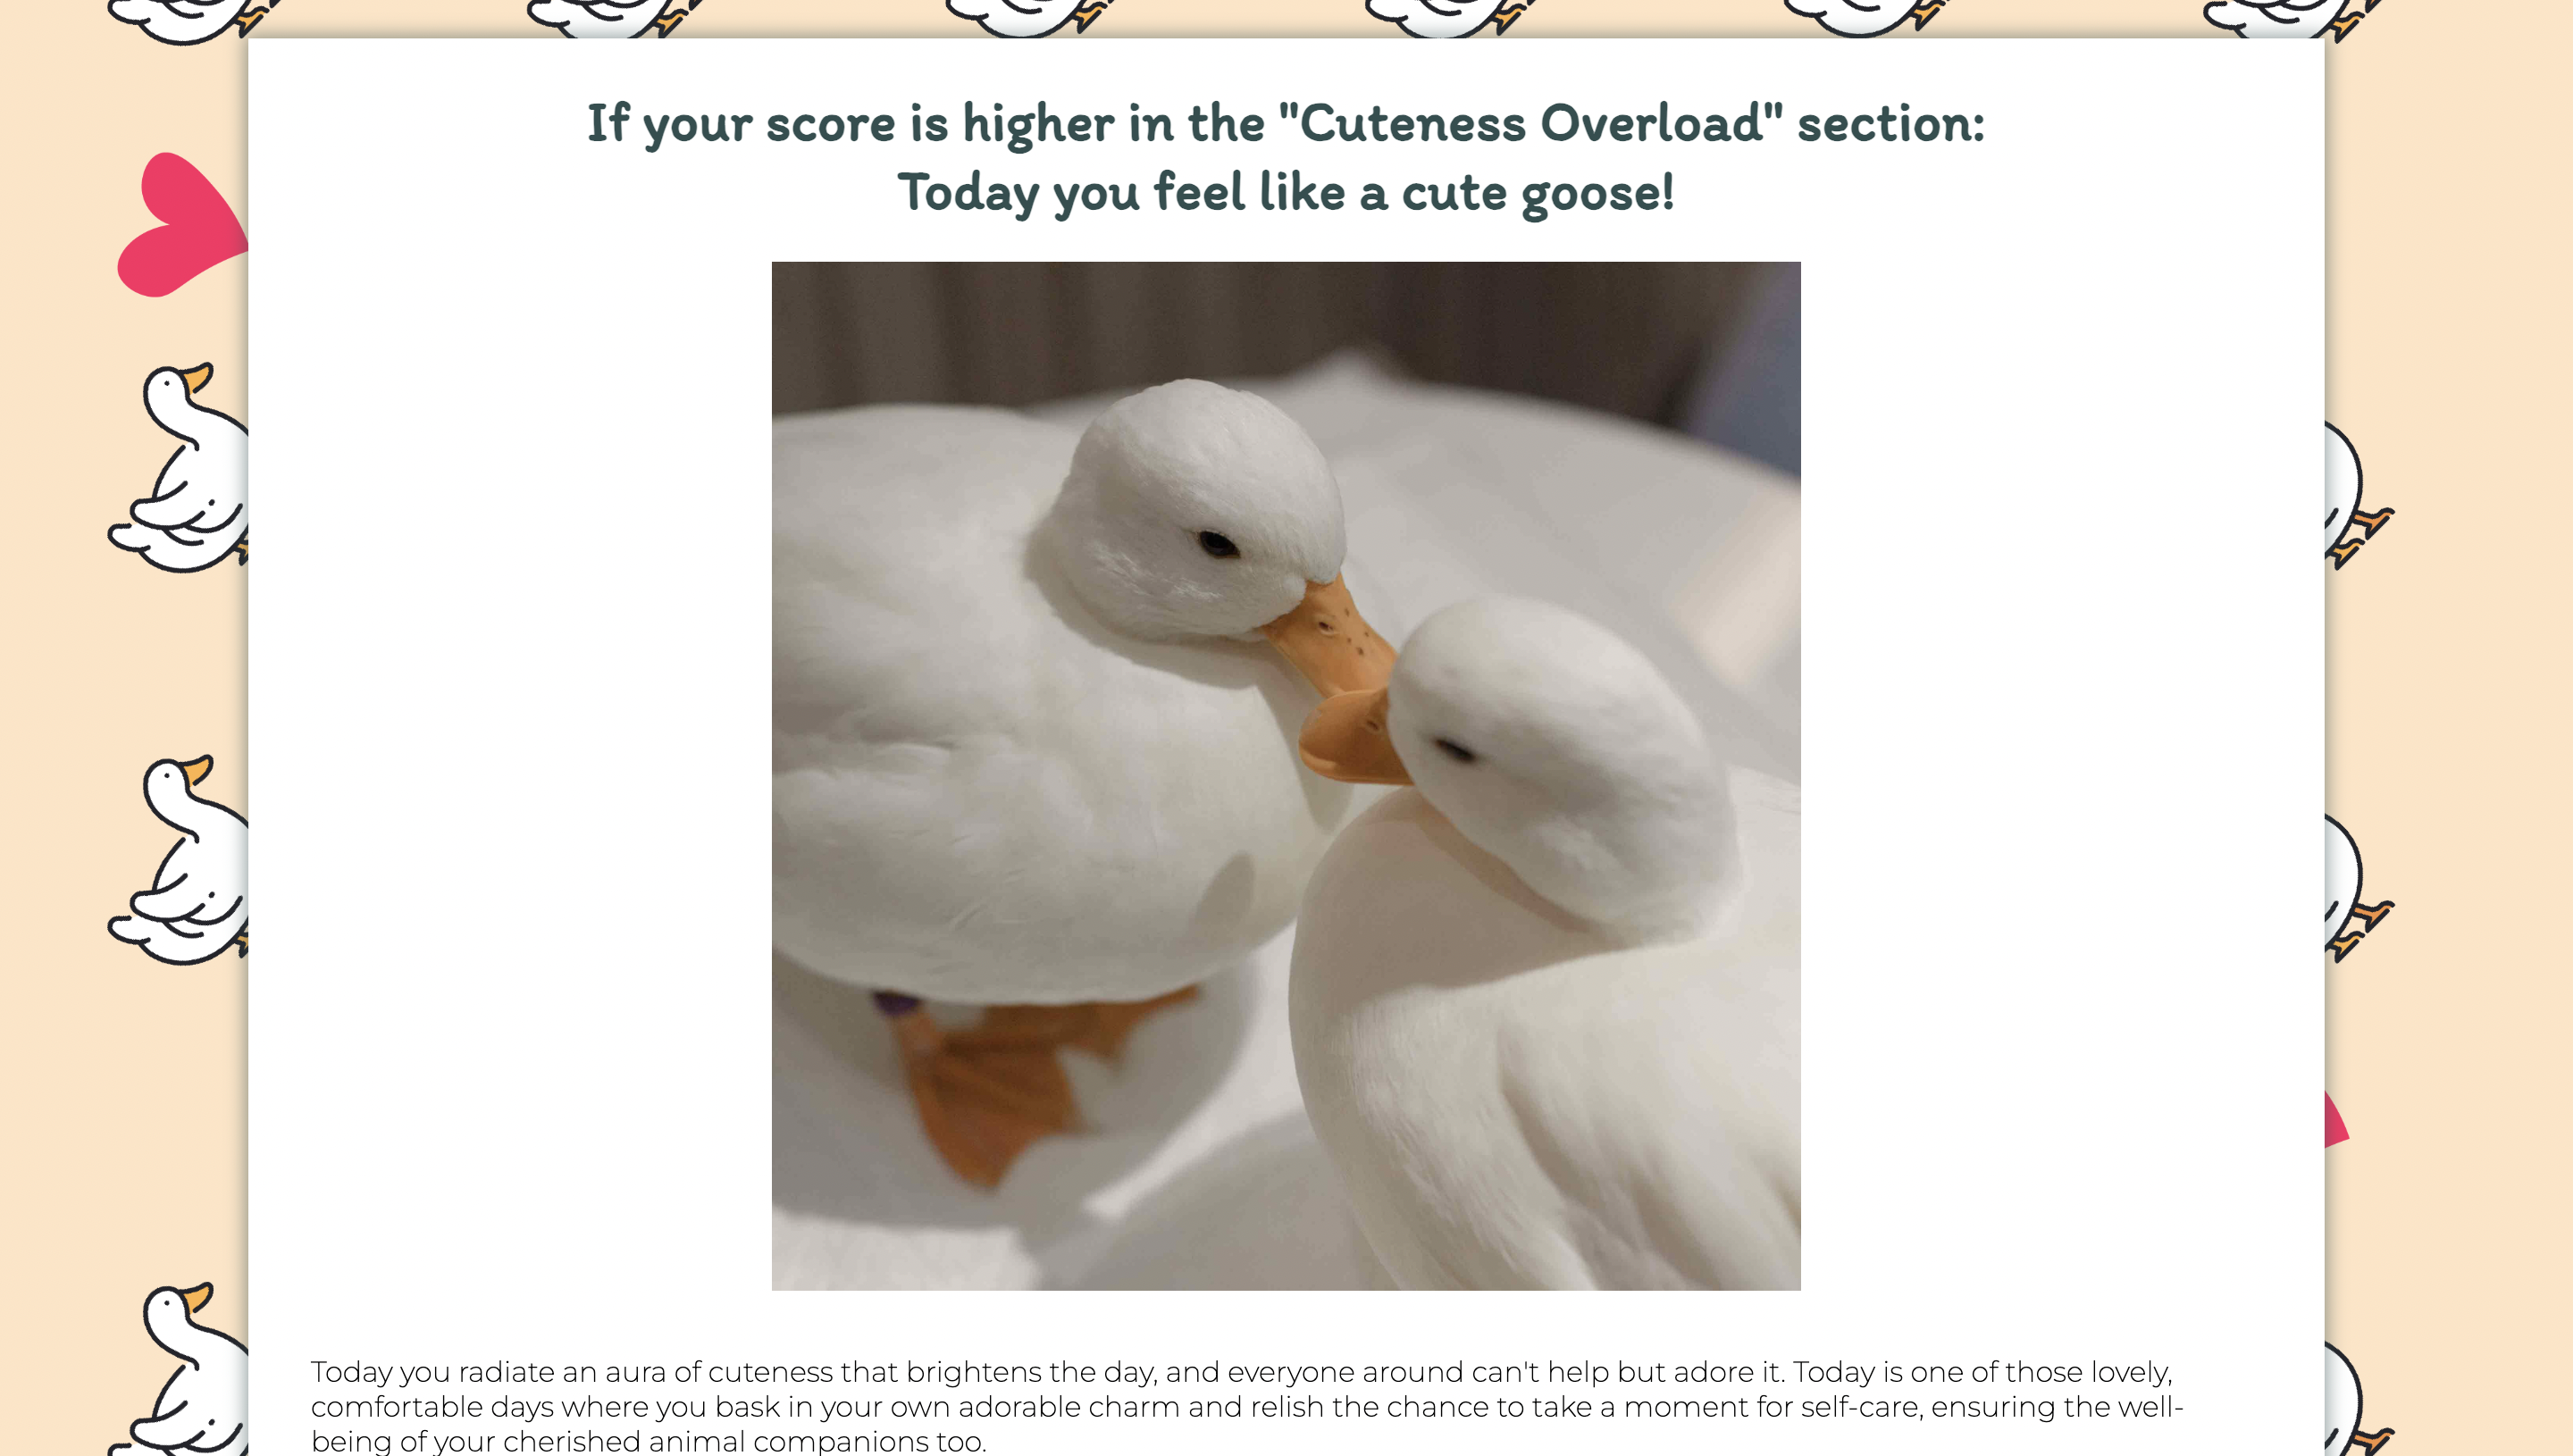 If your score is higher in the "Cuteness Overload" section:
Today you feel like a cute goose!
Today you radiate an aura of cuteness that brightens the day, and everyone around can't help but adore it. Today is one of those lovely,
comfortable days where you bask in your own adorable charm and relish the chance to take a moment for self-care, ensuring the well-
being of your cherished animal companions too.